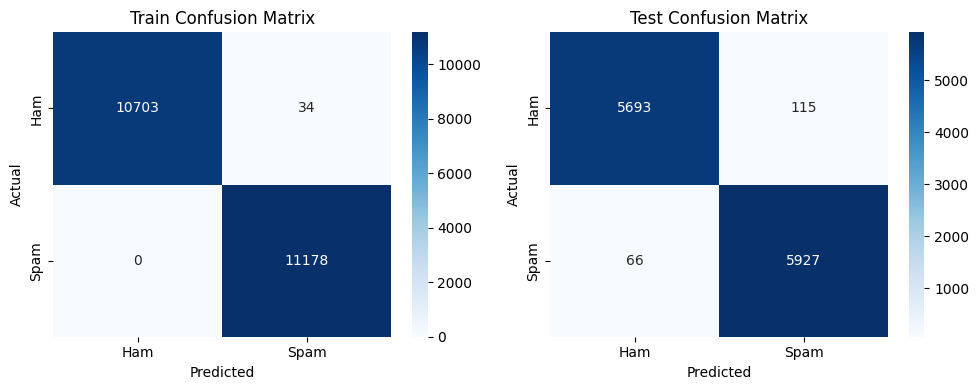 Train Confusion Matrix
Actual
Ham
Spam
10703
34
0
11178
Ham
Spam
Predicted
10000
8000
6000
4000
2000
0
Test Confusion Matrix
Actual
Ham
Spam
5693
115
66
5927
Ham
Spam
Predicted
5000
4000
3000
2000
1000